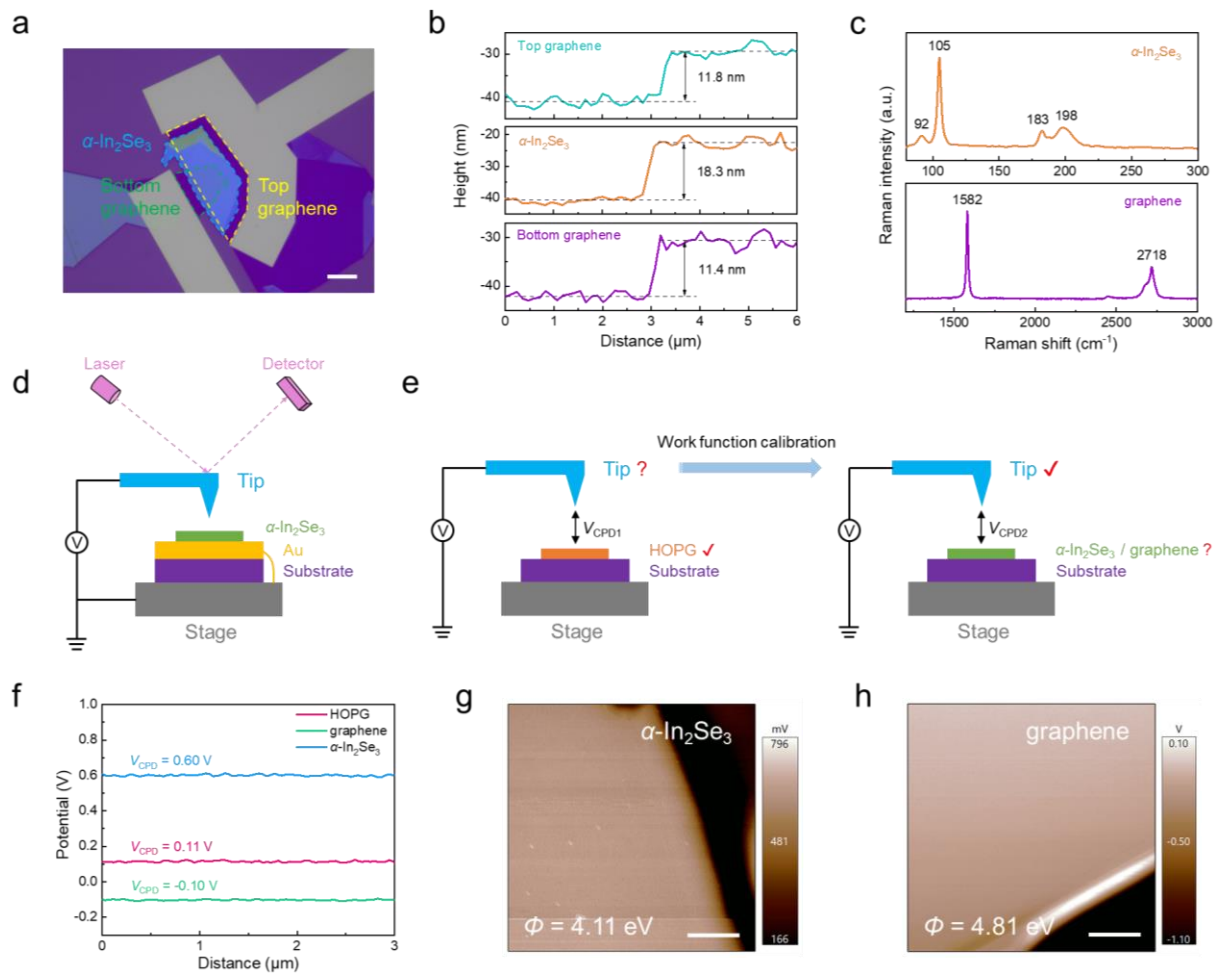 a
α-In₂Se₃
Bottom
graphene
Top
graphene
b
Top graphene
-30
-40
11.8 nm
α-In₂Se₃
-20
-30
-40
18.3 nm
Bottom graphene
-30
-40
11.4 nm
Height (nm)
0 1 2 3 4 5 6
Distance (µm)
c
α-In₂Se₃
92
105
183
198
100 150 200 250 300
graphene
1582
2718
1500 2000 2500 3000
Raman intensity (a.u.)
Raman shift (cm⁻¹)
d
Laser
Detector
Tip
V
α-In₂Se₃
Au
Substrate
Stage
e
Work function calibration
Tip ?
V
V_CPD1
HOPG ✓
Substrate
Stage
Tip ✓
V
V_CPD2
α-In₂Se₃ / graphene ?
Substrate
Stage
f
HOPG
graphene
α-In₂Se₃
V_CPD = 0.60 V
V_CPD = 0.11 V
V_CPD = -0.10 V
1.0
0.8
0.6
0.4
0.2
0.0
-0.2
Potential (V)
0 1 2 3
Distance (µm)
g
α-In₂Se₃
Φ = 4.11 eV
mV
796
481
166
h
graphene
Φ = 4.81 eV
V
0.10
-0.50
-1.10